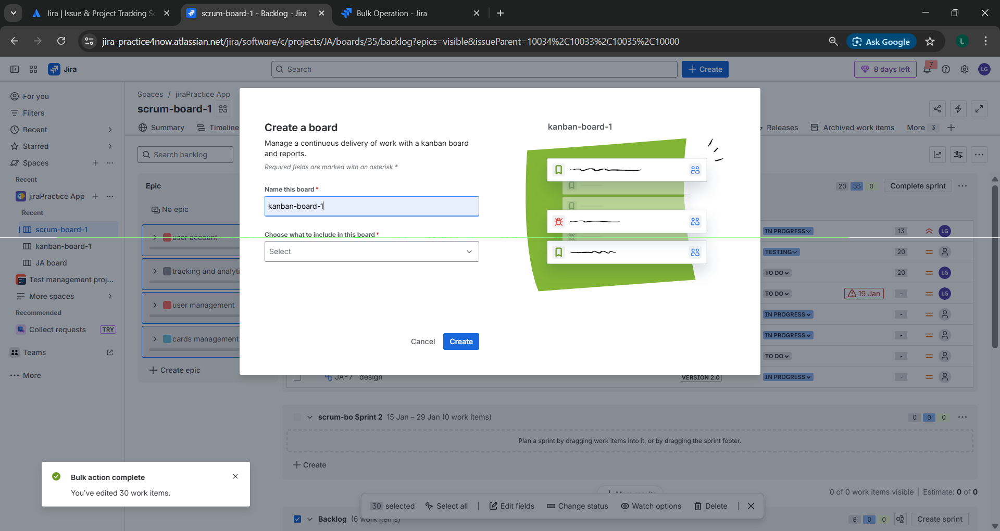 Jira | Issue & Project Tracking So
scrum-board-1 - Backlog - Jira
Bulk Operation - Jira
jira-practice4now.atlassian.net/jira/software/c/projects/JA/boards/35/backlog?epics=visible&issueParent=10034%2C10033%2C10035%2C10000
Ask Google
L
Jira
Search
Create
8 days left
7
LG
For you
Filters
Recent
Starred
Spaces
Recent
jiraPractice App
Recent
scrum-board-1
kanban-board-1
JA board
Test management proj...
More spaces
Recommended
Collect requests
TRY
Teams
More
Spaces / jiraPractice App
scrum-board-1
Summary
Timeline
Releases
Archived work items
More 3
Search backlog
Epic
No epic
user account
tracking and analyti
user management
cards management
Create epic
Create a board
Manage a continuous delivery of work with a kanban board
and reports.
Required fields are marked with an asterisk *
Name this board *
kanban-board-1
Choose what to include in this board *
Select
Cancel
Create
kanban-board-1
20 33 0 Complete sprint
IN PROGRESS 13 LG
TESTING 20
TO DO 20 LG
TO DO 19 Jan - LG
IN PROGRESS -
IN PROGRESS -
TO DO -
JA-7 design VERSION 2.0 IN PROGRESS -
scrum-bo Sprint 2 15 Jan – 29 Jan (0 work items) 0 0 0
Plan a sprint by dragging work items into it, or by dragging the sprint footer.
Create
0 of 0 work items visible Estimate: 0 of 0
30 selected Select all Edit fields Change status Watch options Delete
Backlog (6 work items) 8 0 0 Create sprint
Bulk action complete
You've edited 30 work items.